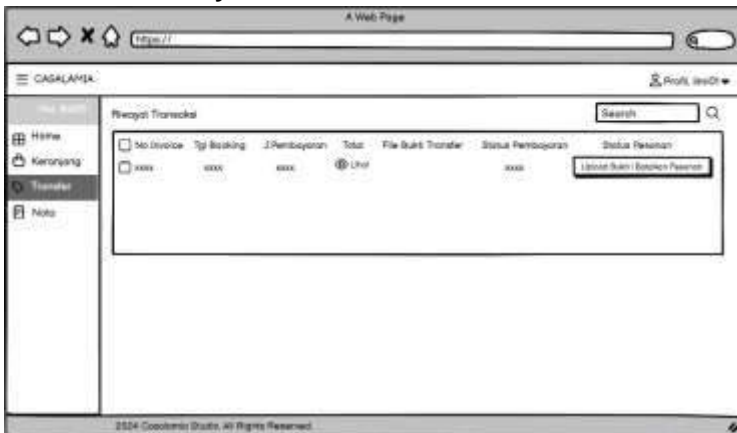 A Web Page
https://
CASALAMIA
Profil,
Home
Keranjang
Transfer
Nota
Riwayat Transaksi
Search
No Invoice Tgl Booking J.Pembayaran Total File Bukti Transfer Status Pembayaran Status Pesanan
xxxx xxxx xxxx Lihat xxxx Upload Bukti | Batalkan Pesanan
2024 Casalamia Studio, All Rights Reserved